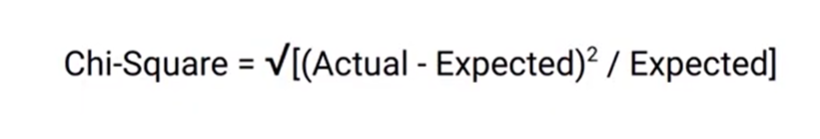 Chi-Square = √[(Actual - Expected)² / Expected]